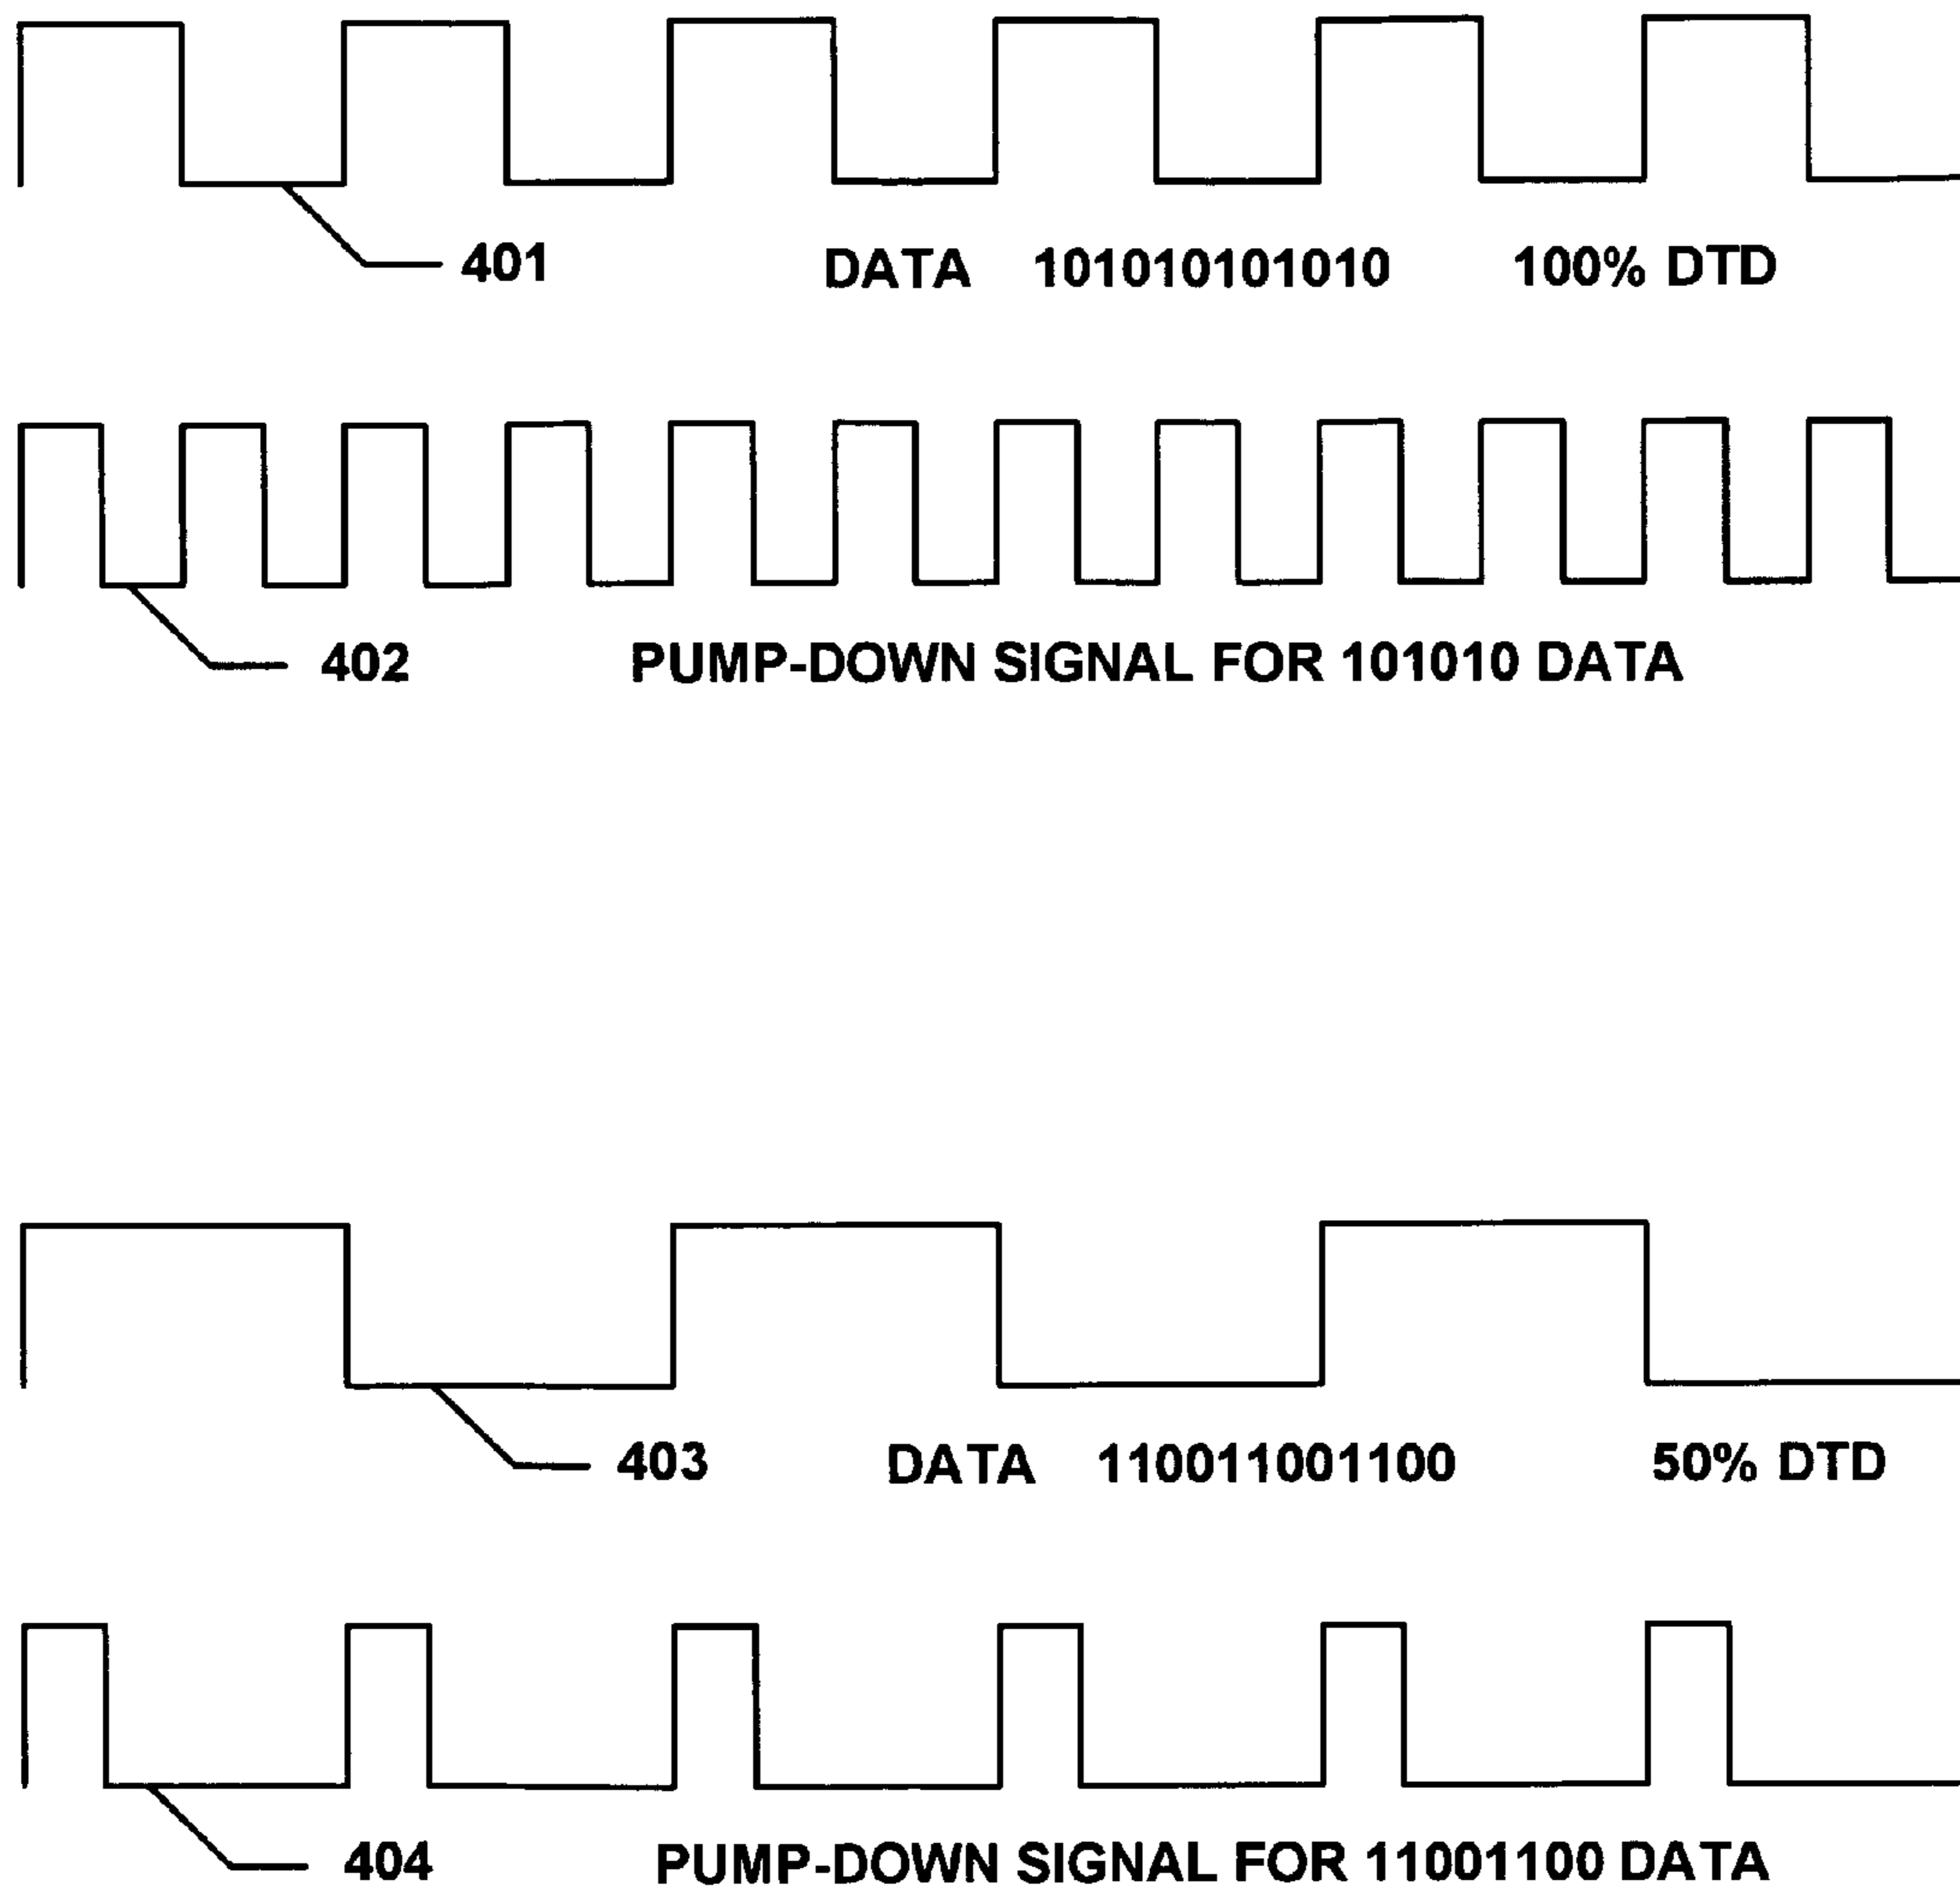 401 DATA 101010101010 100% DTD
402 PUMP-DOWN SIGNAL FOR 101010 DATA
403 DATA 110011001100 50% DTD
404 PUMP-DOWN SIGNAL FOR 11001100 DATA